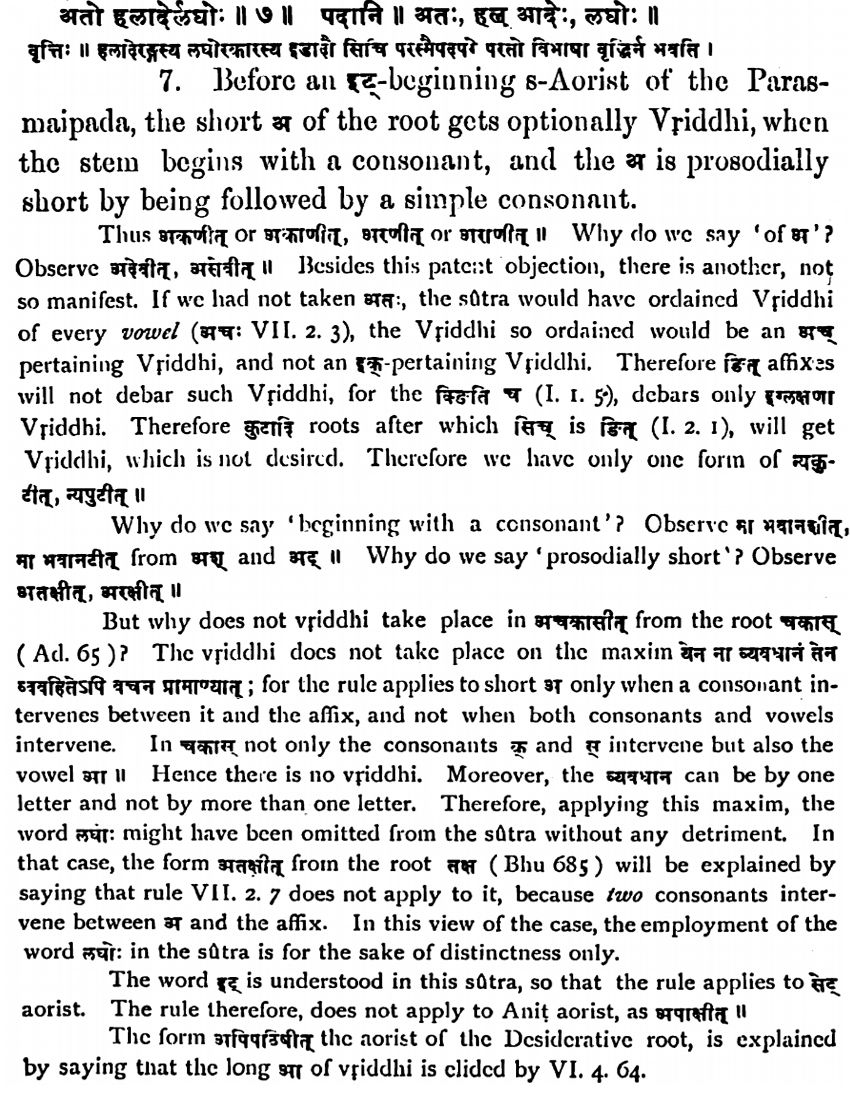 अतो हलादेर्लघोः ॥ ७ ॥ पदानि ॥ अतः, हल् आदेः, लघोः ॥
वृत्तिः ॥ हलादेरङ्गस्य लघोरकारस्य इडादौ सिचि परस्मैपदपरे परतो विभाषा वृद्धिर्न भवति ।
7. Before an इट्-beginning s-Aorist of the Paras-
maipada, the short अ of the root gets optionally Vṛiddhi, when
the stem begins with a consonant, and the अ is prosodially
short by being followed by a simple consonant.
Thus अकणीत् or अकाणीत्, अरणीत् or अराणीत् ॥ Why do we say 'of अ'?
Observe अदेवीत्, असेवीत् ॥ Besides this patent objection, there is another, not
so manifest. If we had not taken अतः, the sûtra would have ordained Vṛiddhi
of every vowel (अचः VII. 2. 3), the Vṛiddhi so ordained would be an अच्
pertaining Vṛiddhi, and not an इक्-pertaining Vṛiddhi. Therefore ङित् affixes
will not debar such Vṛiddhi, for the क्ङिति च (I. 1. 5), debars only इग्लक्षणा
Vṛiddhi. Therefore कुटादि roots after which सिच् is ङित् (I. 2. 1), will get
Vṛiddhi, which is not desired. Therefore we have only one form of न्यकु-
टीत्, न्यपुटीत् ॥
Why do we say 'beginning with a consonant'? Observe मा भवानशीत्,
मा भवानटीत् from अश् and अट् ॥ Why do we say 'prosodially short'? Observe
अतक्षीत्, अरक्षीत् ॥
But why does not vṛiddhi take place in अचकासीत् from the root चकास्
( Ad. 65 )? The vṛiddhi does not take place on the maxim येन ना व्यवधानं तेन
व्यवहितेऽपि वचन प्रामाण्यात् ; for the rule applies to short अ only when a consonant in-
tervenes between it and the affix, and not when both consonants and vowels
intervene. In चकास् not only the consonants क् and स् intervene but also the
vowel आ ॥ Hence there is no vṛiddhi. Moreover, the व्यवधान can be by one
letter and not by more than one letter. Therefore, applying this maxim, the
word लघोः might have been omitted from the sûtra without any detriment. In
that case, the form अतक्षीत् from the root तक्ष ( Bhu 685 ) will be explained by
saying that rule VII. 2. 7 does not apply to it, because two consonants inter-
vene between अ and the affix. In this view of the case, the employment of the
word लघोः in the sûtra is for the sake of distinctness only.
The word इट् is understood in this sûtra, so that the rule applies to सेट्
aorist. The rule therefore, does not apply to Aniṭ aorist, as अपाक्षीत् ॥
The form अपिपठिषीत् the aorist of the Desiderative root, is explained
by saying that the long आ of vṛiddhi is elided by VI. 4. 64.